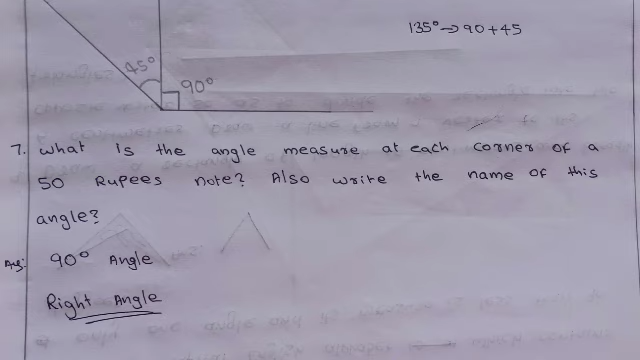 135° → 90 + 45
45°
90°
7. What is the angle measure at each corner of a
50 Rupees note? Also write the name of this
angle?
Ans: 90° Angle
Right Angle